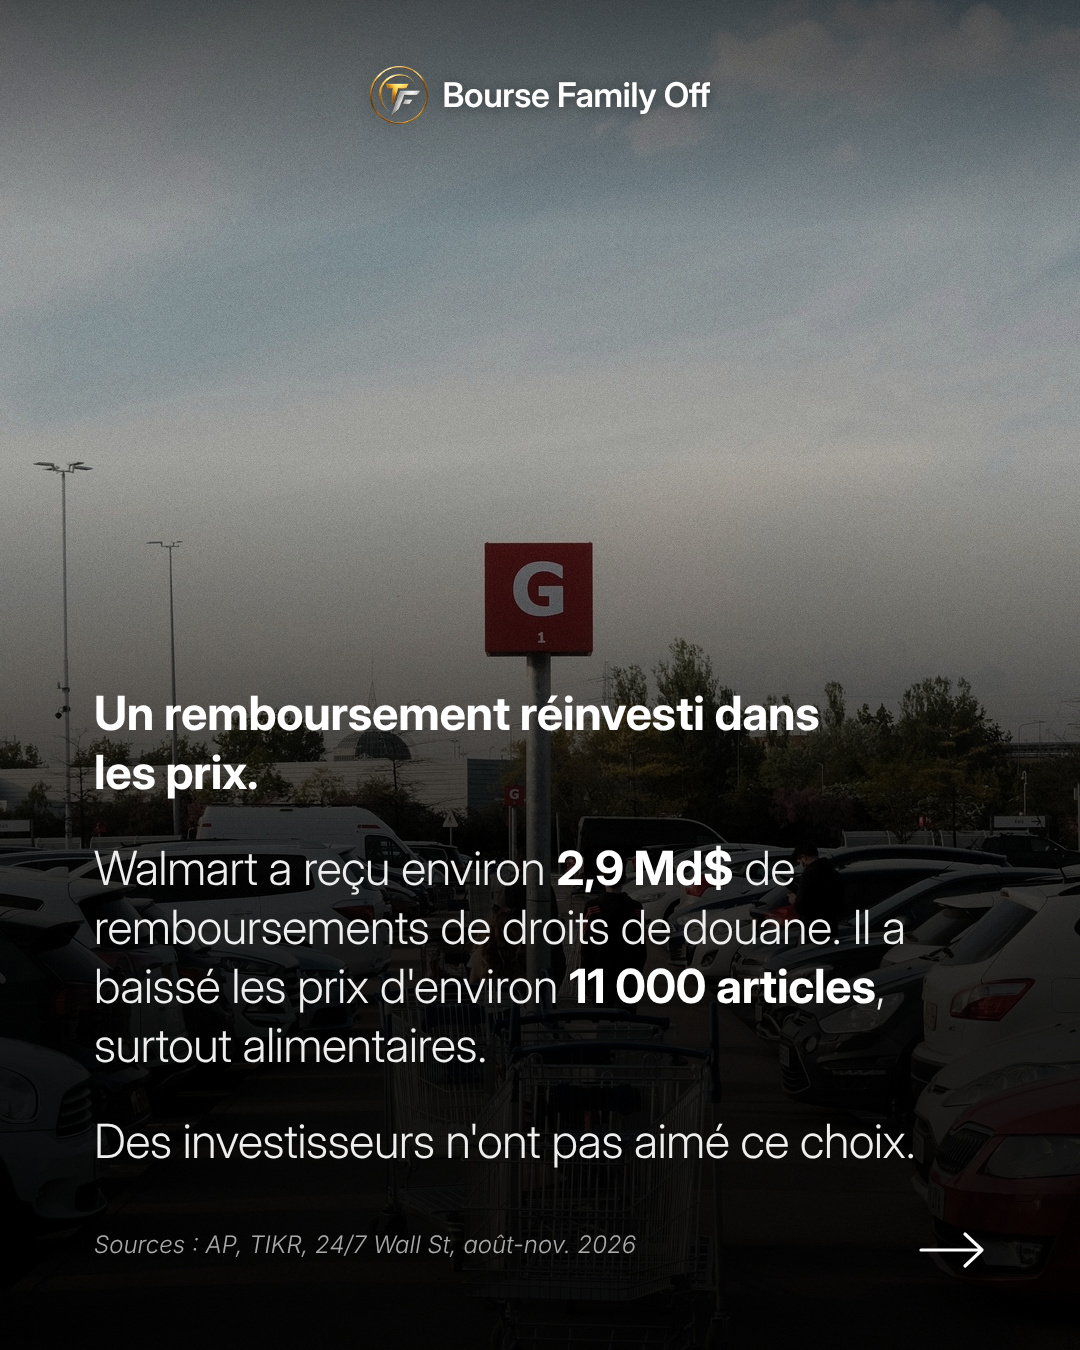 Bourse Family Off
G
1
G
Un remboursement réinvesti dans
les prix.
Walmart a reçu environ 2,9 Md$ de
remboursements de droits de douane. Il a
baissé les prix d'environ 11 000 articles,
surtout alimentaires.
Des investisseurs n'ont pas aimé ce choix.
Sources : AP, TIKR, 24/7 Wall St, août-nov. 2026